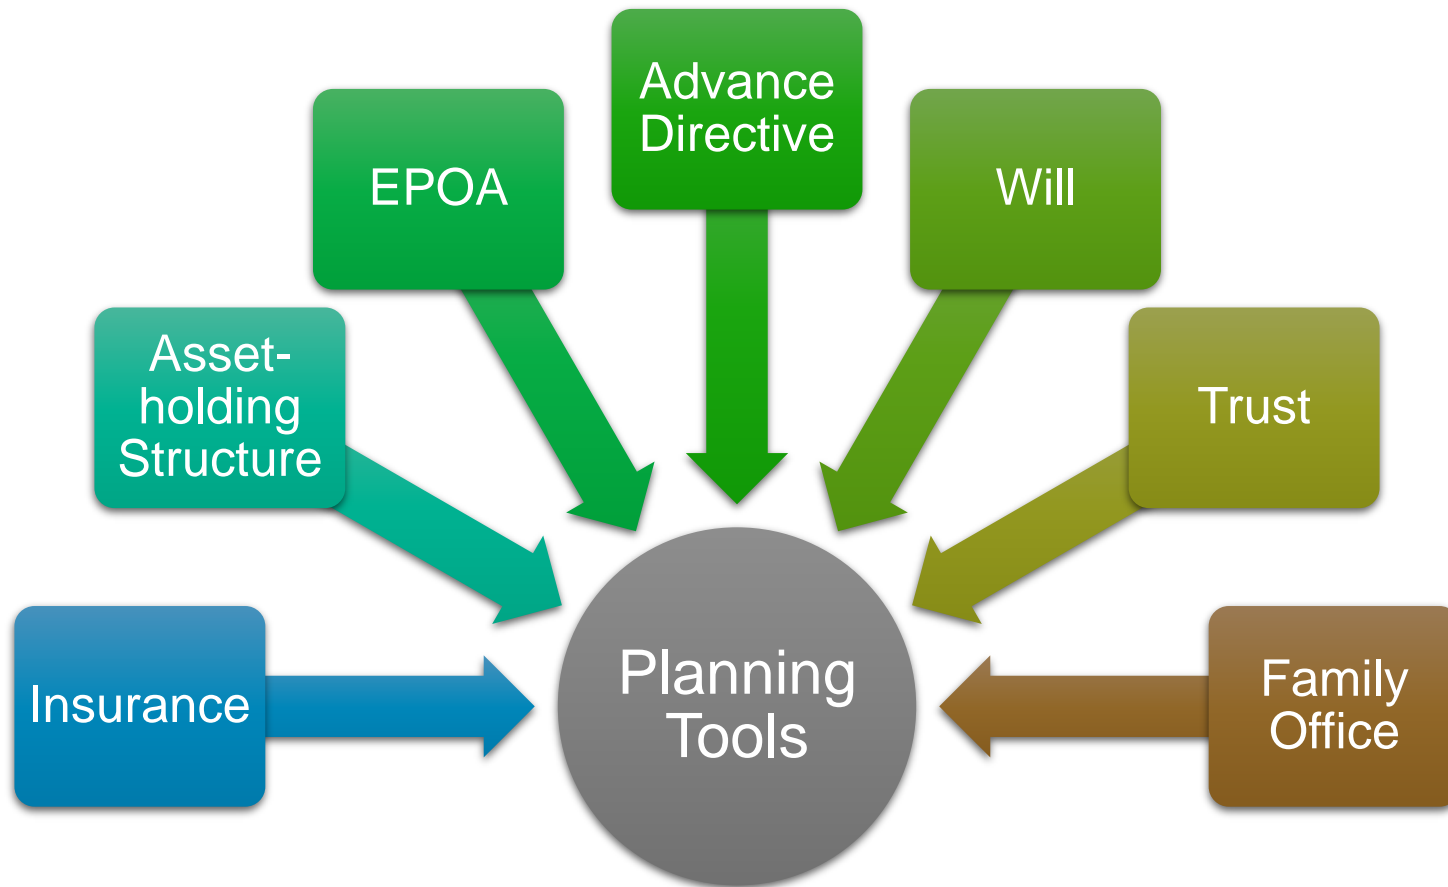 Advance
Directive
EPOA
Will
Asset-
holding
Structure
Trust
Insurance
Planning
Tools
Family
Office